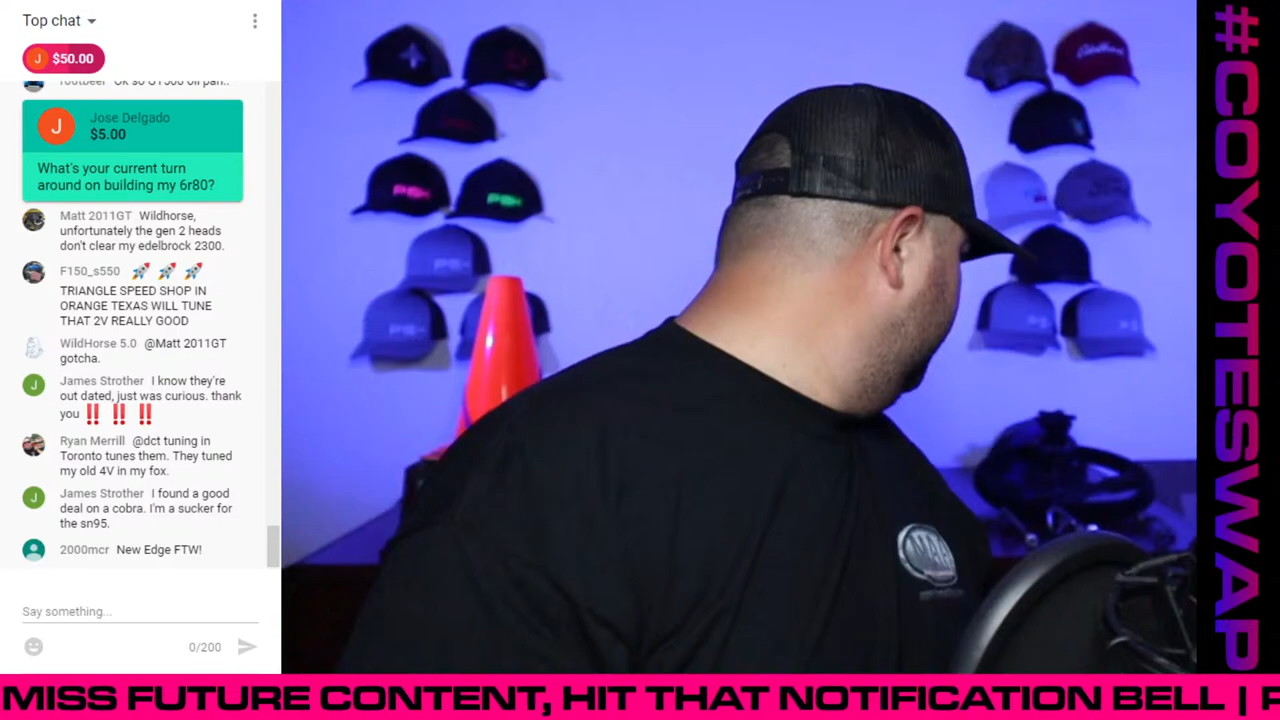 Top chat
J $50.00
J
Jose Delgado
$5.00
What's your current turn
around on building my 6r80?
Matt 2011GT Wildhorse,
unfortunately the gen 2 heads
don't clear my edelbrock 2300.
F150_s550
TRIANGLE SPEED SHOP IN
ORANGE TEXAS WILL TUNE
THAT 2V REALLY GOOD
WildHorse 5.0 @Matt 2011GT
gotcha.
J
James Strother I know they're
out dated, just was curious. thank
you ‼️ ‼️ ‼️
Ryan Merrill @dct tuning in
Toronto tunes them. They tuned
my old 4V in my fox.
J
James Strother I found a good
deal on a cobra. I'm a sucker for
the sn95.
2000mcr New Edge FTW!
Say something...
0/200
#COYOTESWAP
MISS FUTURE CONTENT, HIT THAT NOTIFICATION BELL |